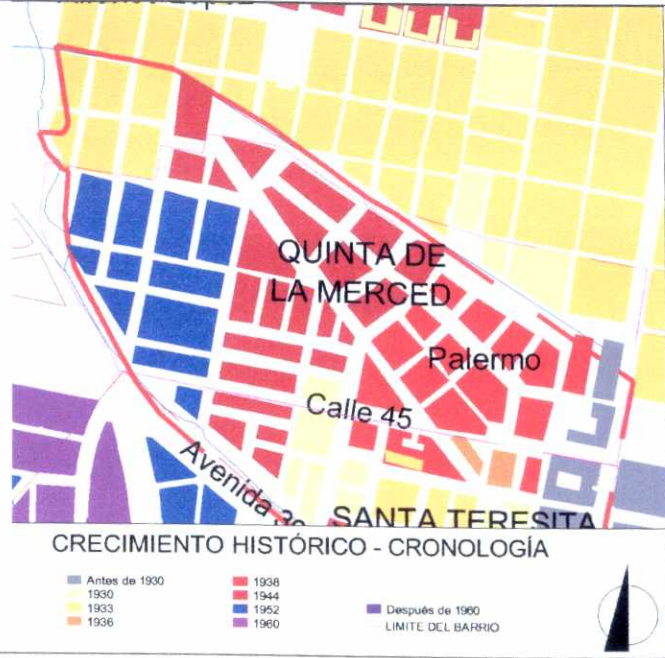 QUINTA DE
LA MERCED
Palermo
Calle 45
Avenida
SANTA TERESITA
CRECIMIENTO HISTÓRICO - CRONOLOGÍA
Antes de 1930
1930
1933
1936
1938
1944
1952
1960
Después de 1960
LIMITE DEL BARRIO